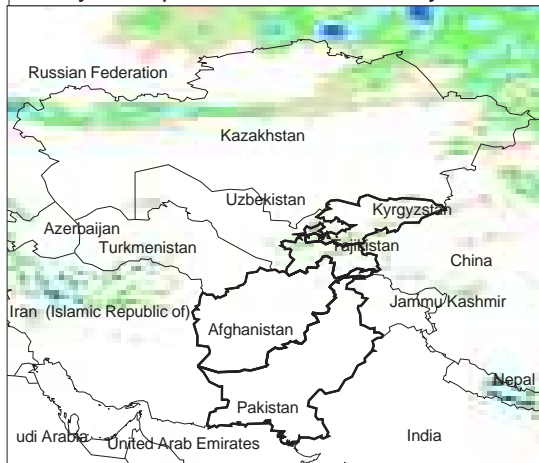 Russian Federation
Kazakhstan
Uzbekistan
Kyrgyzstan
Azerbaijan
Turkmenistan
Tajikistan
China
Iran (Islamic Republic of)
Jammu/Kashmir
Afghanistan
Nepal
Pakistan
udi Arabia
United Arab Emirates
India